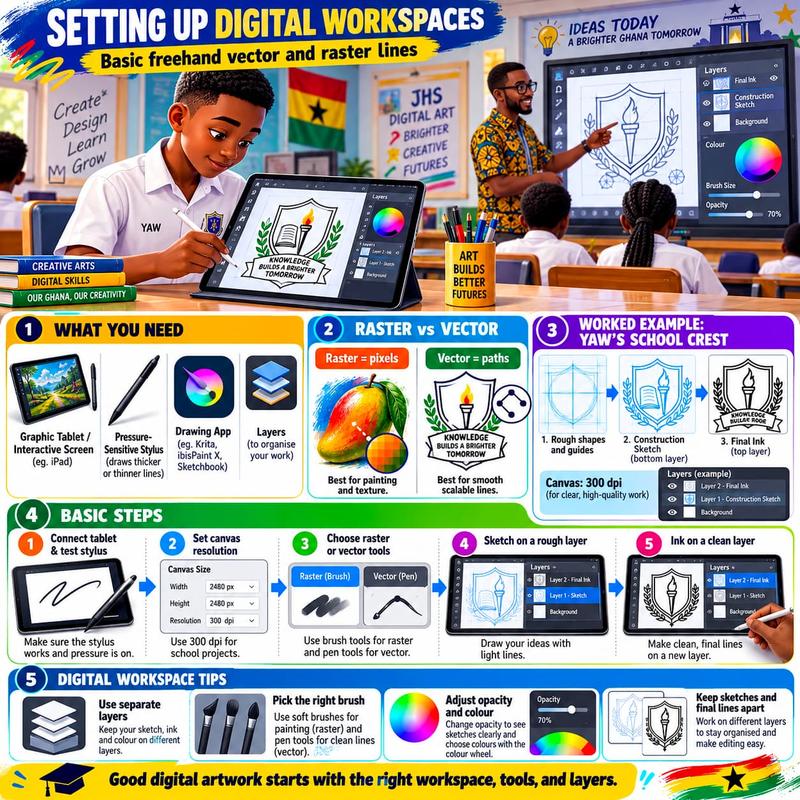 SETTING UP DIGITAL WORKSPACES
Basic freehand vector and raster lines
Create
Design
Learn
Grow
JHS
DIGITAL ART
BRIGHTER
CREATIVE
FUTURES
IDEAS TODAY
A BRIGHTER GHANA TOMORROW
Layers
Final Ink
Construction
Sketch
Background
Colour
Brush Size
Opacity
70%
YAW
KNOWLEDGE
BUILDS A BRIGHTER
TOMORROW
Layers
Layers
Layer 2 - Ink
Layer 1 - Sketch
Background
ART
BUILDS
BETTER
FUTURES
CREATIVE ARTS
DIGITAL SKILLS
OUR GHANA, OUR CREATIVITY
1 WHAT YOU NEED
Graphic Tablet /
Interactive Screen
(eg. iPad)
Pressure-
Sensitive Stylus
(draws thicker
or thinner lines)
Drawing App
(eg. Krita,
ibisPaint X,
Sketchbook)
Layers
(to organise
your work)
2 RASTER vs VECTOR
Raster = pixels
Vector = paths
KNOWLEDGE
BUILDS A BRIGHTER
TOMORROW
Best for painting
and texture.
Best for smooth
scalable lines.
3 WORKED EXAMPLE:
YAW'S SCHOOL CREST
KNOWLEDGE
1. Rough shapes
and guides
2. Construction
Sketch
(bottom layer)
3. Final Ink
(top layer)
Canvas: 300 dpi
(for clear, high-quality work)
Layers (example)
Layer 2 - Final Ink
Layer 1 - Construction Sketch
Background
4 BASIC STEPS
1 Connect tablet
& test stylus
Make sure the stylus
works and pressure is on.
2 Set canvas
resolution
Canvas Size
Width 2480 px
Height 2480 px
Resolution 300 dpi
Use 300 dpi for
school projects.
3 Choose raster
or vector tools
Raster (Brush)
Vector (Pen)
Use brush tools for raster
and pen tools for vector.
4 Sketch on a rough layer
Layers
Layer 2 - Final Ink
Layer 1 - Sketch
Background
Draw your ideas with
light lines.
5 Ink on a clean layer
Layers
Layer 2 - Final Ink
Layer 1 - Sketch
Background
Make clean, final lines
on a new layer.
5 DIGITAL WORKSPACE TIPS
Use separate
layers
Keep your sketch, ink
and colour on different
layers.
Pick the right brush
Use soft brushes for
painting (raster) and
pen tools for clean lines
(vector).
Adjust opacity
and colour
Change opacity to see
sketches clearly and
choose colours with the
colour wheel.
Opacity
70%
Keep sketches and
final lines apart
Work on different layers
to stay organised and
make editing easy.
Good digital artwork starts with the right workspace, tools, and layers.